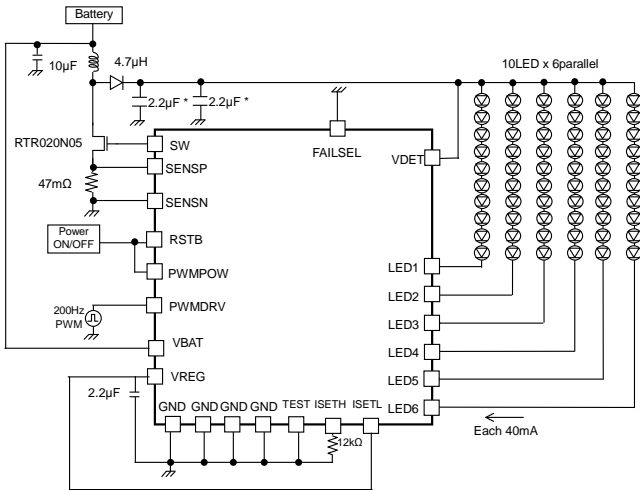 Battery
10μF
4.7μH
2.2μF *
2.2μF *
10LED x 6parallel
RTR020N05
SW
FAILSEL
VDET
SENSP
47mΩ
SENSN
Power
ON/OFF
RSTB
PWMPOW
LED1
LED2
200Hz
PWM
PWMDRV
LED3
VBAT
LED4
VREG
LED5
2.2μF
GND
GND
GND
GND
TEST
ISETH
ISETL
LED6
12kΩ
Each 40mA